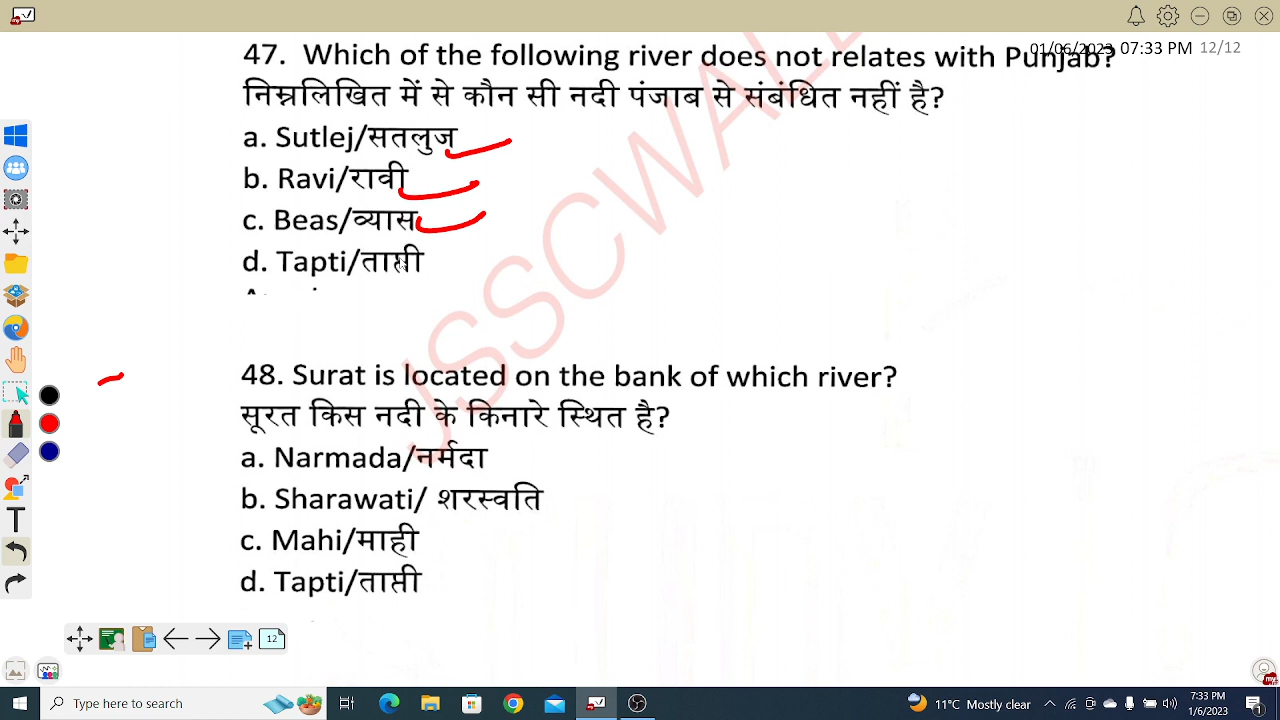 01/06/2023 07:33 PM 12/12
47. Which of the following river does not relates with Punjab?
निम्नलिखित में से कौन सी नदी पंजाब से संबंधित नहीं है?
a. Sutlej/सतलुज
b. Ravi/रावी
c. Beas/व्यास
d. Tapti/ताप्ती
JSSCWAL
48. Surat is located on the bank of which river?
सूरत किस नदी के किनारे स्थित है?
a. Narmada/नर्मदा
b. Sharawati/ शरस्वति
c. Mahi/माही
d. Tapti/ताप्ती
12
Type here to search
11°C Mostly clear
7:33 PM
1/6/2023